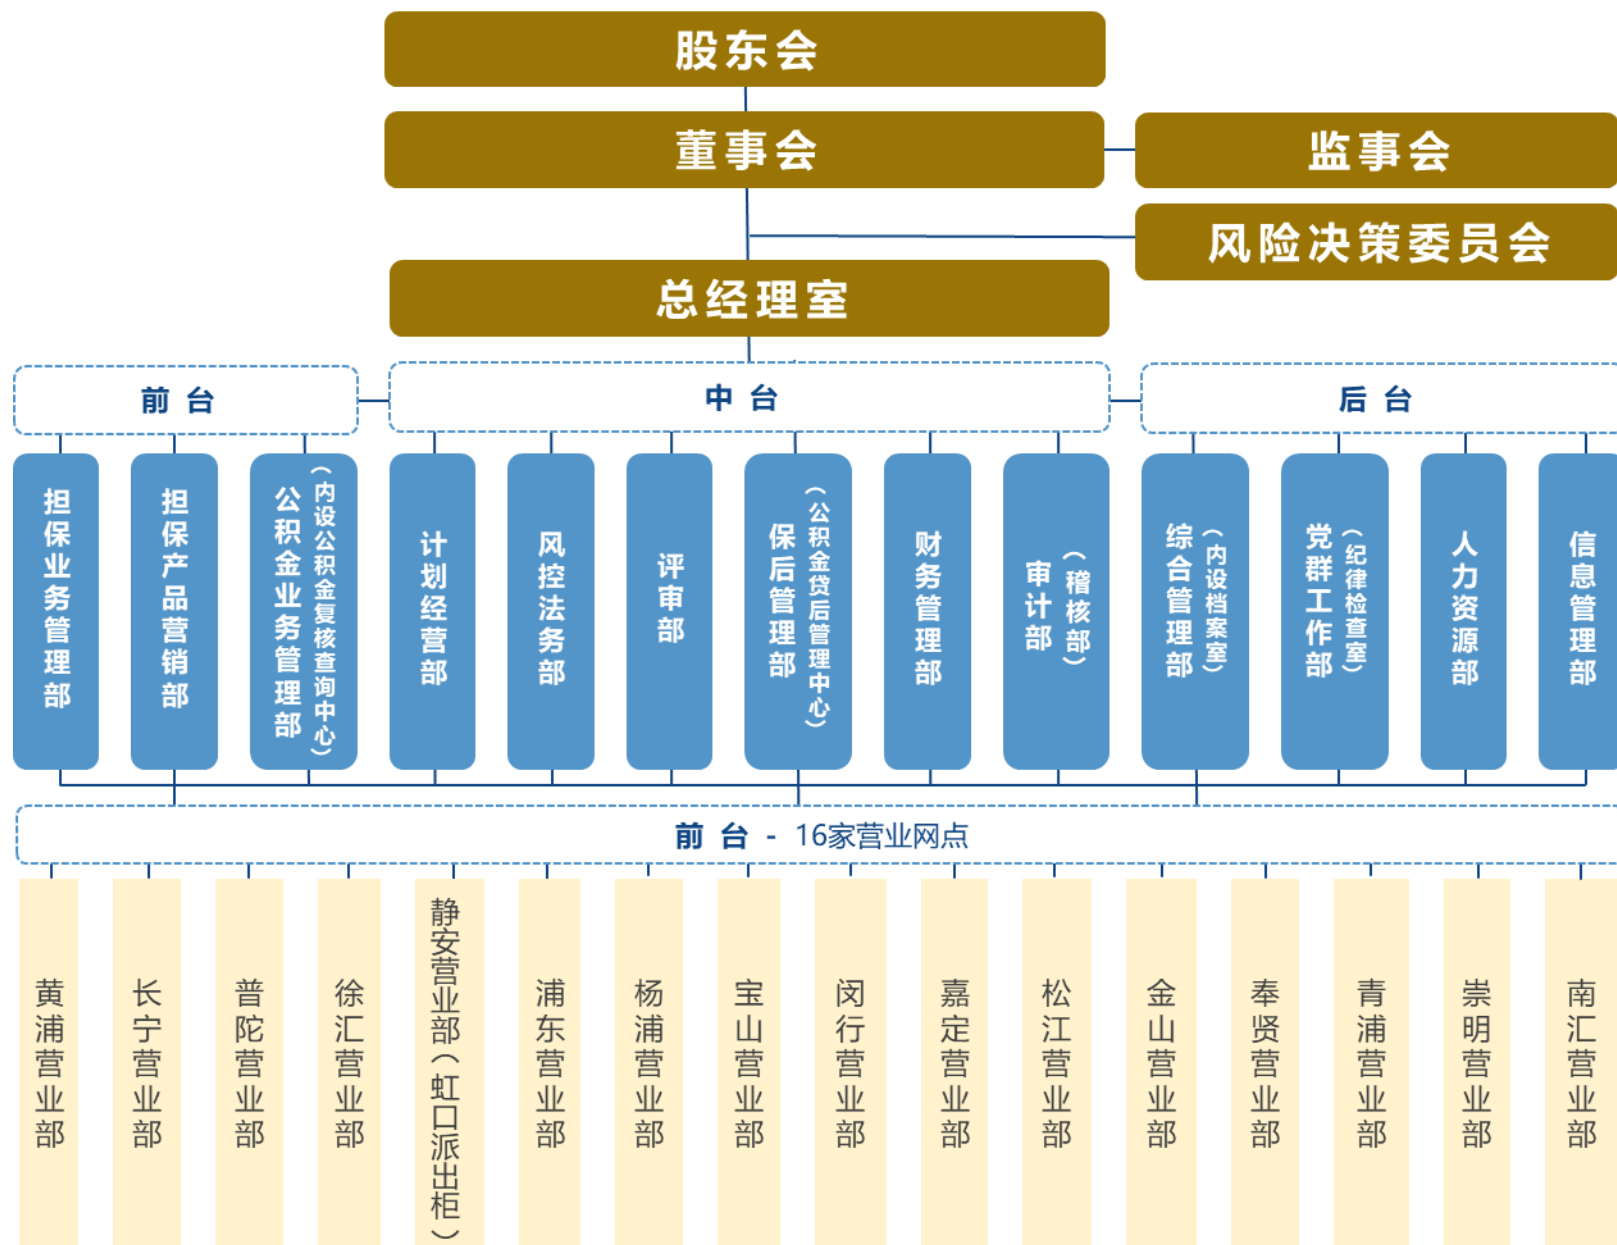 股东会
董事会
监事会
风险决策委员会
总经理室
前 台
中 台
后 台
担保业务管理部
担保产品营销部
公积金业务管理部
（内设公积金复核查询中心）
计划经营部
风控法务部
评审部
保后管理部
（公积金贷后管理中心）
财务管理部
审计部
（稽核部）
综合管理部
（内设档案室）
党群工作部
（纪律检查室）
人力资源部
信息管理部
前 台 - 16家营业网点
黄浦营业部
长宁营业部
普陀营业部
徐汇营业部
静安营业部（虹口派出柜）
浦东营业部
杨浦营业部
宝山营业部
闵行营业部
嘉定营业部
松江营业部
金山营业部
奉贤营业部
青浦营业部
崇明营业部
南汇营业部